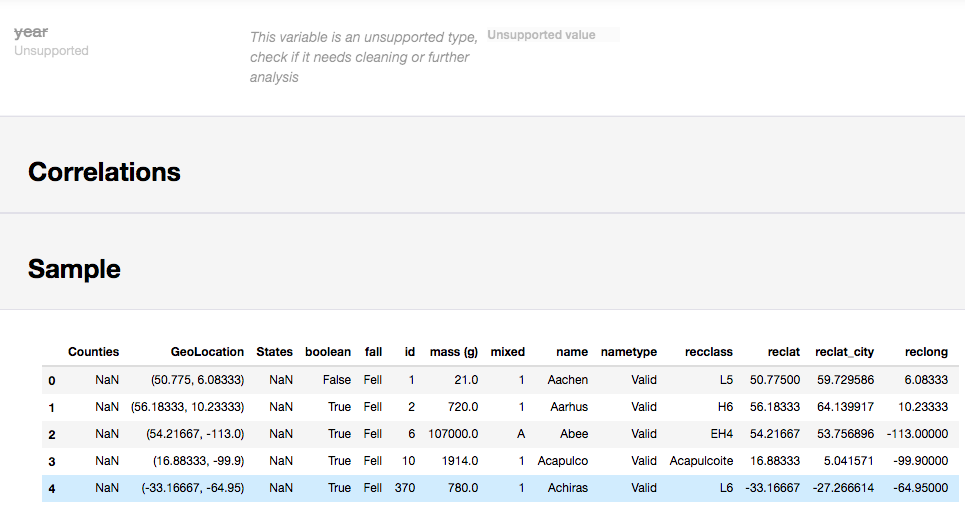 year
Unsupported
This variable is an unsupported type,
check if it needs cleaning or further
analysis
Unsupported value
Correlations
Sample
Counties GeoLocation States boolean fall id mass (g) mixed name nametype recclass reclat reclat_city reclong
0 NaN (50.775, 6.08333) NaN False Fell 1 21.0 1 Aachen Valid L5 50.77500 59.729586 6.08333
1 NaN (56.18333, 10.23333) NaN True Fell 2 720.0 1 Aarhus Valid H6 56.18333 64.139917 10.23333
2 NaN (54.21667, -113.0) NaN True Fell 6 107000.0 A Abee Valid EH4 54.21667 53.756896 -113.00000
3 NaN (16.88333, -99.9) NaN True Fell 10 1914.0 1 Acapulco Valid Acapulcoite 16.88333 5.041571 -99.90000
4 NaN (-33.16667, -64.95) NaN True Fell 370 780.0 1 Achiras Valid L6 -33.16667 -27.266614 -64.95000